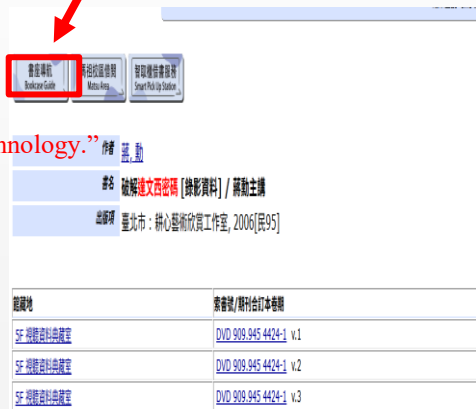 書座導航
Bookcase Guide
馬祖校區借閱
Matsu Area
智取櫃借書服務
Smart Pick Up Station
nnology.”
作者 蔣, 勳
書名 破解達文西密碼 [錄影資料] / 蔣勳主講
出版項 臺北市 : 耕心藝術欣賞工作室, 2006[民95]
館藏地 索書號/期刊合訂本卷期
5F 視聽資料典藏室 DVD 909.945 4424-1 v.1
5F 視聽資料典藏室 DVD 909.945 4424-1 v.2
5F 視聽資料典藏室 DVD 909.945 4424-1 v.3